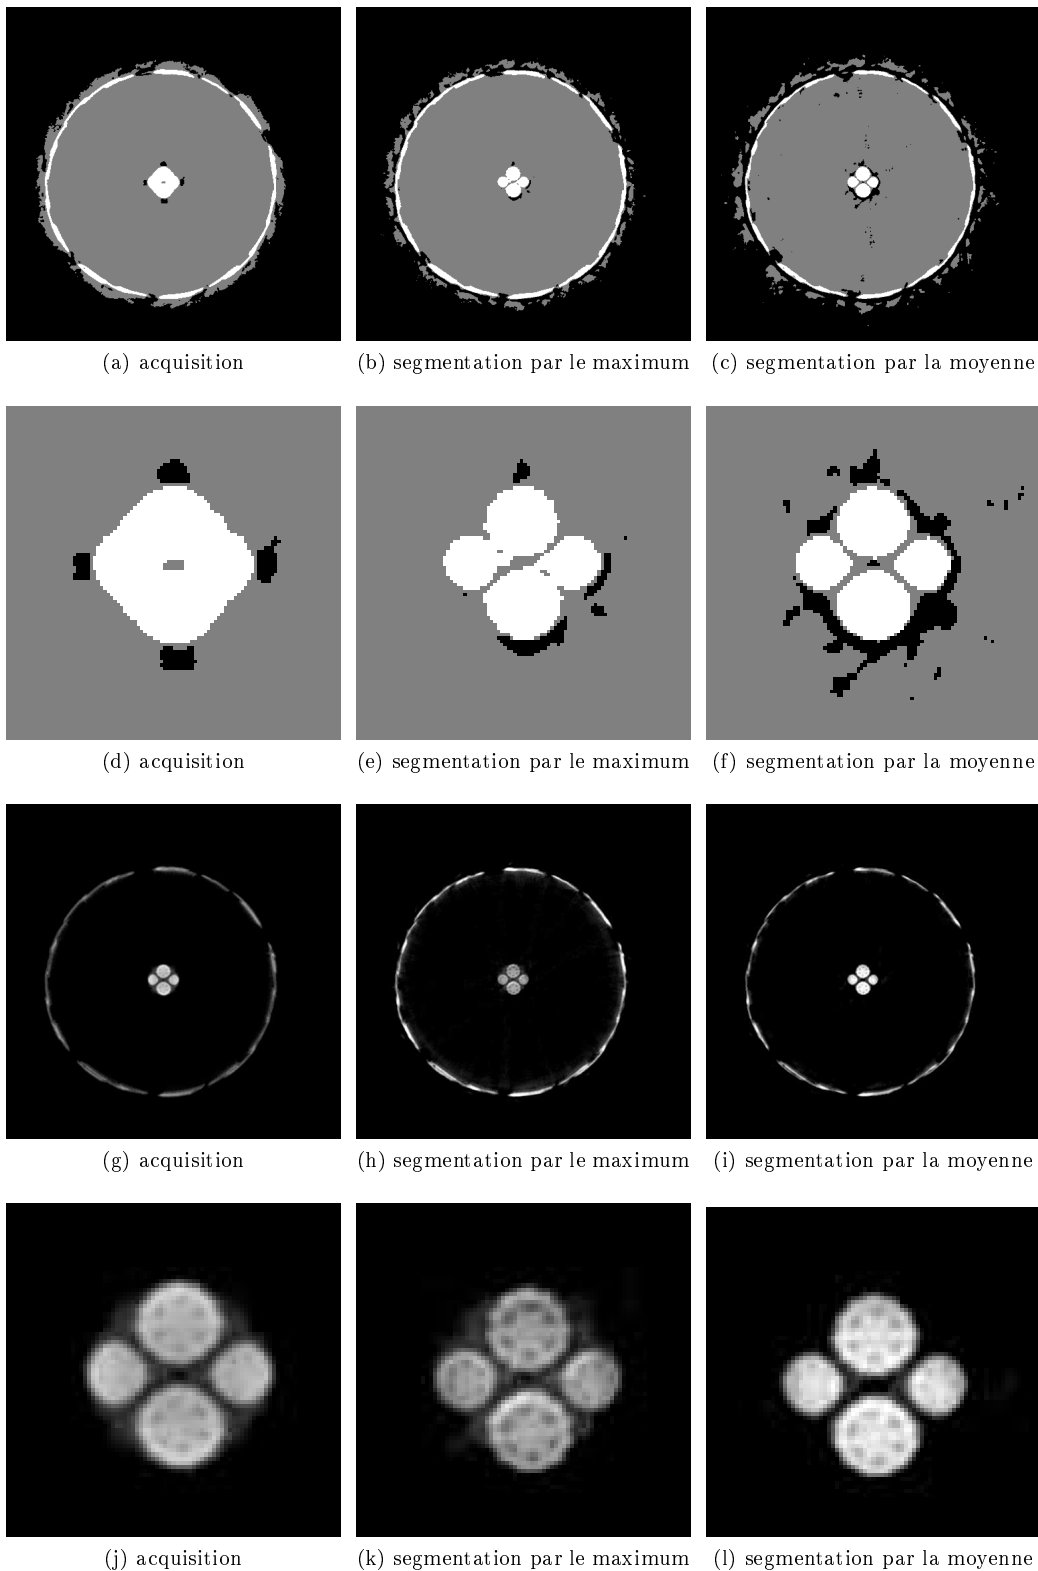 (a) acquisition
(b) segmentation par le maximum
(c) segmentation par la moyenne
(d) acquisition
(e) segmentation par le maximum
(f) segmentation par la moyenne
(g) acquisition
(h) segmentation par le maximum
(i) segmentation par la moyenne
(j) acquisition
(k) segmentation par le maximum
(l) segmentation par la moyenne